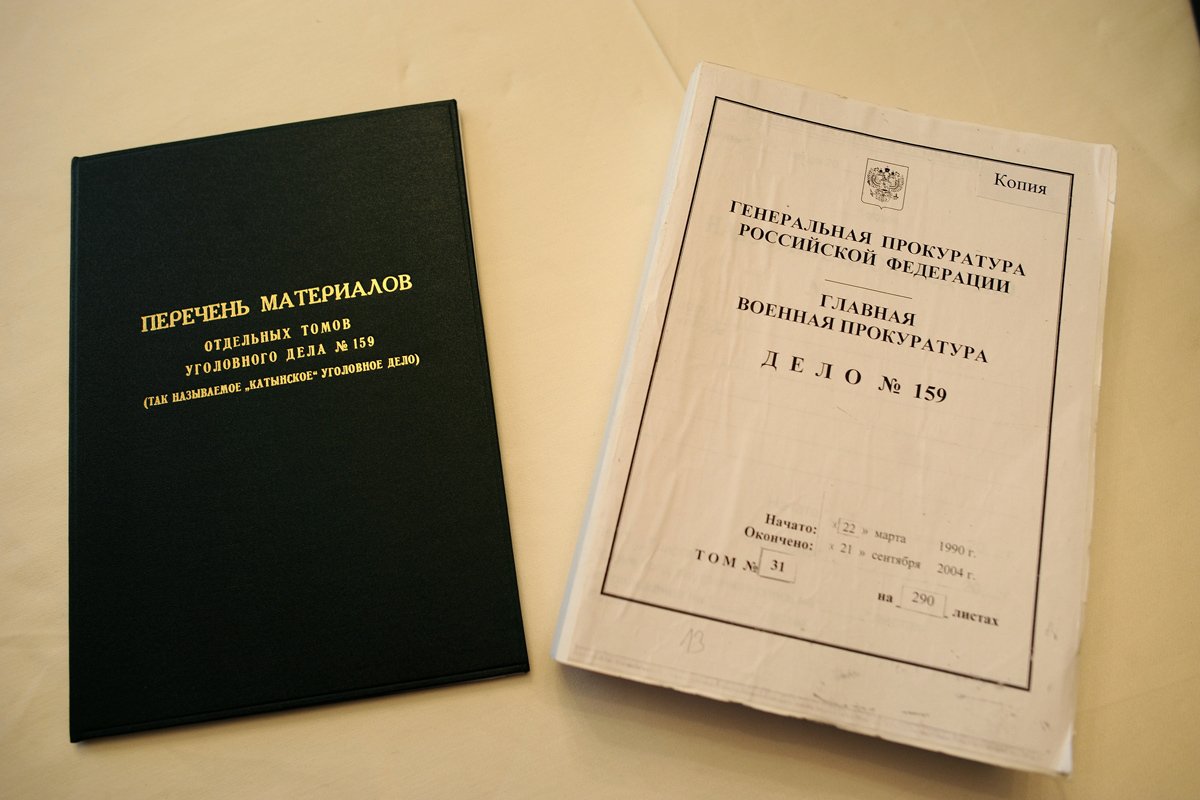 ПЕРЕЧЕНЬ МАТЕРИАЛОВ
ОТДЕЛЬНЫХ ТОМОВ
УГОЛОВНОГО ДЕЛА № 159
(ТАК НАЗЫВАЕМОЕ „КАТЫНСКОЕ“ УГОЛОВНОЕ ДЕЛО)
Копия
ГЕНЕРАЛЬНАЯ ПРОКУРАТУРА
РОССИЙСКОЙ ФЕДЕРАЦИИ
ГЛАВНАЯ
ВОЕННАЯ ПРОКУРАТУРА
ДЕЛО № 159
Начато: « 22 » марта 1990 г.
Окончено: « 21 » сентября 2004 г.
ТОМ № 31
на 290 листах
13